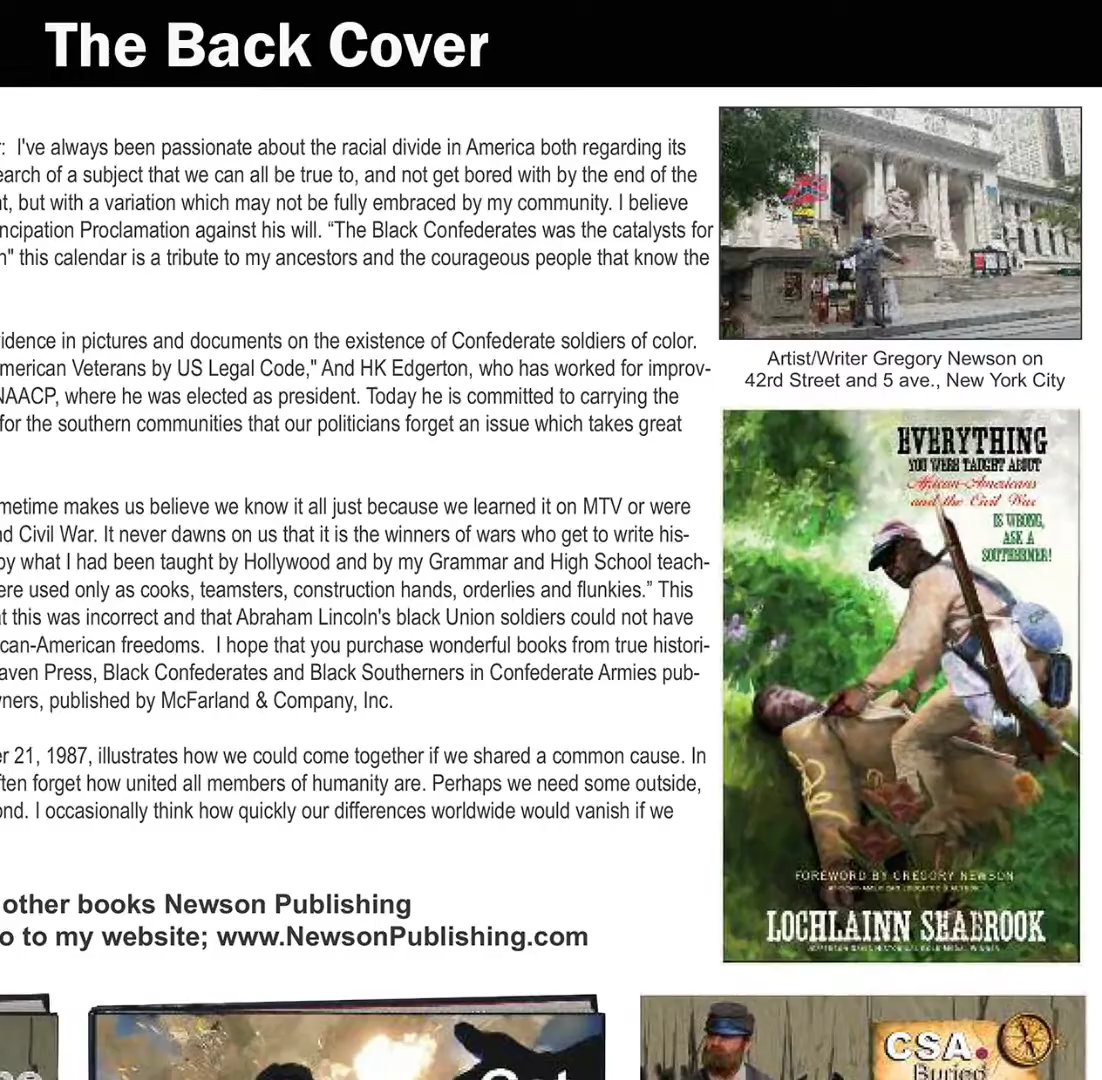 The Back Cover
r:  I've always been passionate about the racial divide in America both regarding its
earch of a subject that we can all be true to, and not get bored with by the end of the
t, but with a variation which may not be fully embraced by my community. I believe
ncipation Proclamation against his will. “The Black Confederates was the catalysts for
n" this calendar is a tribute to my ancestors and the courageous people that know the
vidence in pictures and documents on the existence of Confederate soldiers of color.
merican Veterans by US Legal Code," And HK Edgerton, who has worked for improv-
NAACP, where he was elected as president. Today he is committed to carrying the
for the southern communities that our politicians forget an issue which takes great
metime makes us believe we know it all just because we learned it on MTV or were
nd Civil War. It never dawns on us that it is the winners of wars who get to write his-
by what I had been taught by Hollywood and by my Grammar and High School teach-
ere used only as cooks, teamsters, construction hands, orderlies and flunkies.” This
at this was incorrect and that Abraham Lincoln's black Union soldiers could not have
can-American freedoms.  I hope that you purchase wonderful books from true histori-
aven Press, Black Confederates and Black Southerners in Confederate Armies pub-
ners, published by McFarland & Company, Inc.
er 21, 1987, illustrates how we could come together if we shared a common cause. In
ften forget how united all members of humanity are. Perhaps we need some outside,
ond. I occasionally think how quickly our differences worldwide would vanish if we
other books Newson Publishing
o to my website; www.NewsonPublishing.com
Artist/Writer Gregory Newson on
42rd Street and 5 ave., New York City
EVERYTHING
YOU WERE TAUGHT ABOUT
African-Americans
and the Civil War
IS WRONG,
ASK A
SOUTHERNER!
FOREWORD BY GREGORY NEWSON
LOCHLAINN SEABROOK
CSA.
Buried